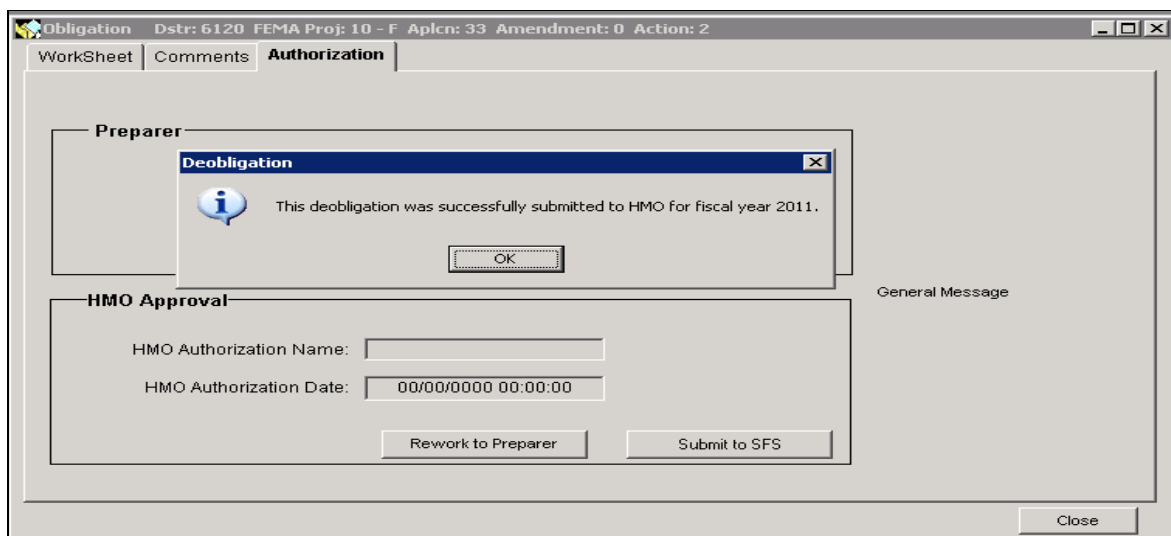 Obligation Dstr: 6120 FEMA Proj: 10 - F Aplcn: 33 Amendment: 0 Action: 2
WorkSheet Comments Authorization
Preparer
Deobligation
This deobligation was successfully submitted to HMO for fiscal year 2011.
OK
General Message
HMO Approval
HMO Authorization Name:
HMO Authorization Date: 00/00/0000 00:00:00
Rework to Preparer Submit to SFS
Close